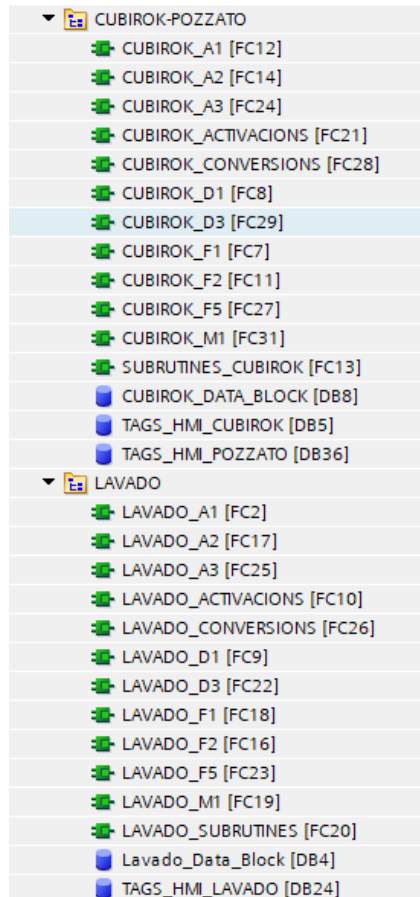 CUBIROK-POZZATO
CUBIROK_A1 [FC12]
CUBIROK_A2 [FC14]
CUBIROK_A3 [FC24]
CUBIROK_ACTIVACIONS [FC21]
CUBIROK_CONVERSIONS [FC28]
CUBIROK_D1 [FC8]
CUBIROK_D3 [FC29]
CUBIROK_F1 [FC7]
CUBIROK_F2 [FC11]
CUBIROK_F5 [FC27]
CUBIROK_M1 [FC31]
SUBRUTINES_CUBIROK [FC13]
CUBIROK_DATA_BLOCK [DB8]
TAGS_HMI_CUBIROK [DB5]
TAGS_HMI_POZZATO [DB36]
LAVADO
LAVADO_A1 [FC2]
LAVADO_A2 [FC17]
LAVADO_A3 [FC25]
LAVADO_ACTIVACIONS [FC10]
LAVADO_CONVERSIONS [FC26]
LAVADO_D1 [FC9]
LAVADO_D3 [FC22]
LAVADO_F1 [FC18]
LAVADO_F2 [FC16]
LAVADO_F5 [FC23]
LAVADO_M1 [FC19]
LAVADO_SUBRUTINES [FC20]
Lavado_Data_Block [DB4]
TAGS_HMI_LAVADO [DB24]